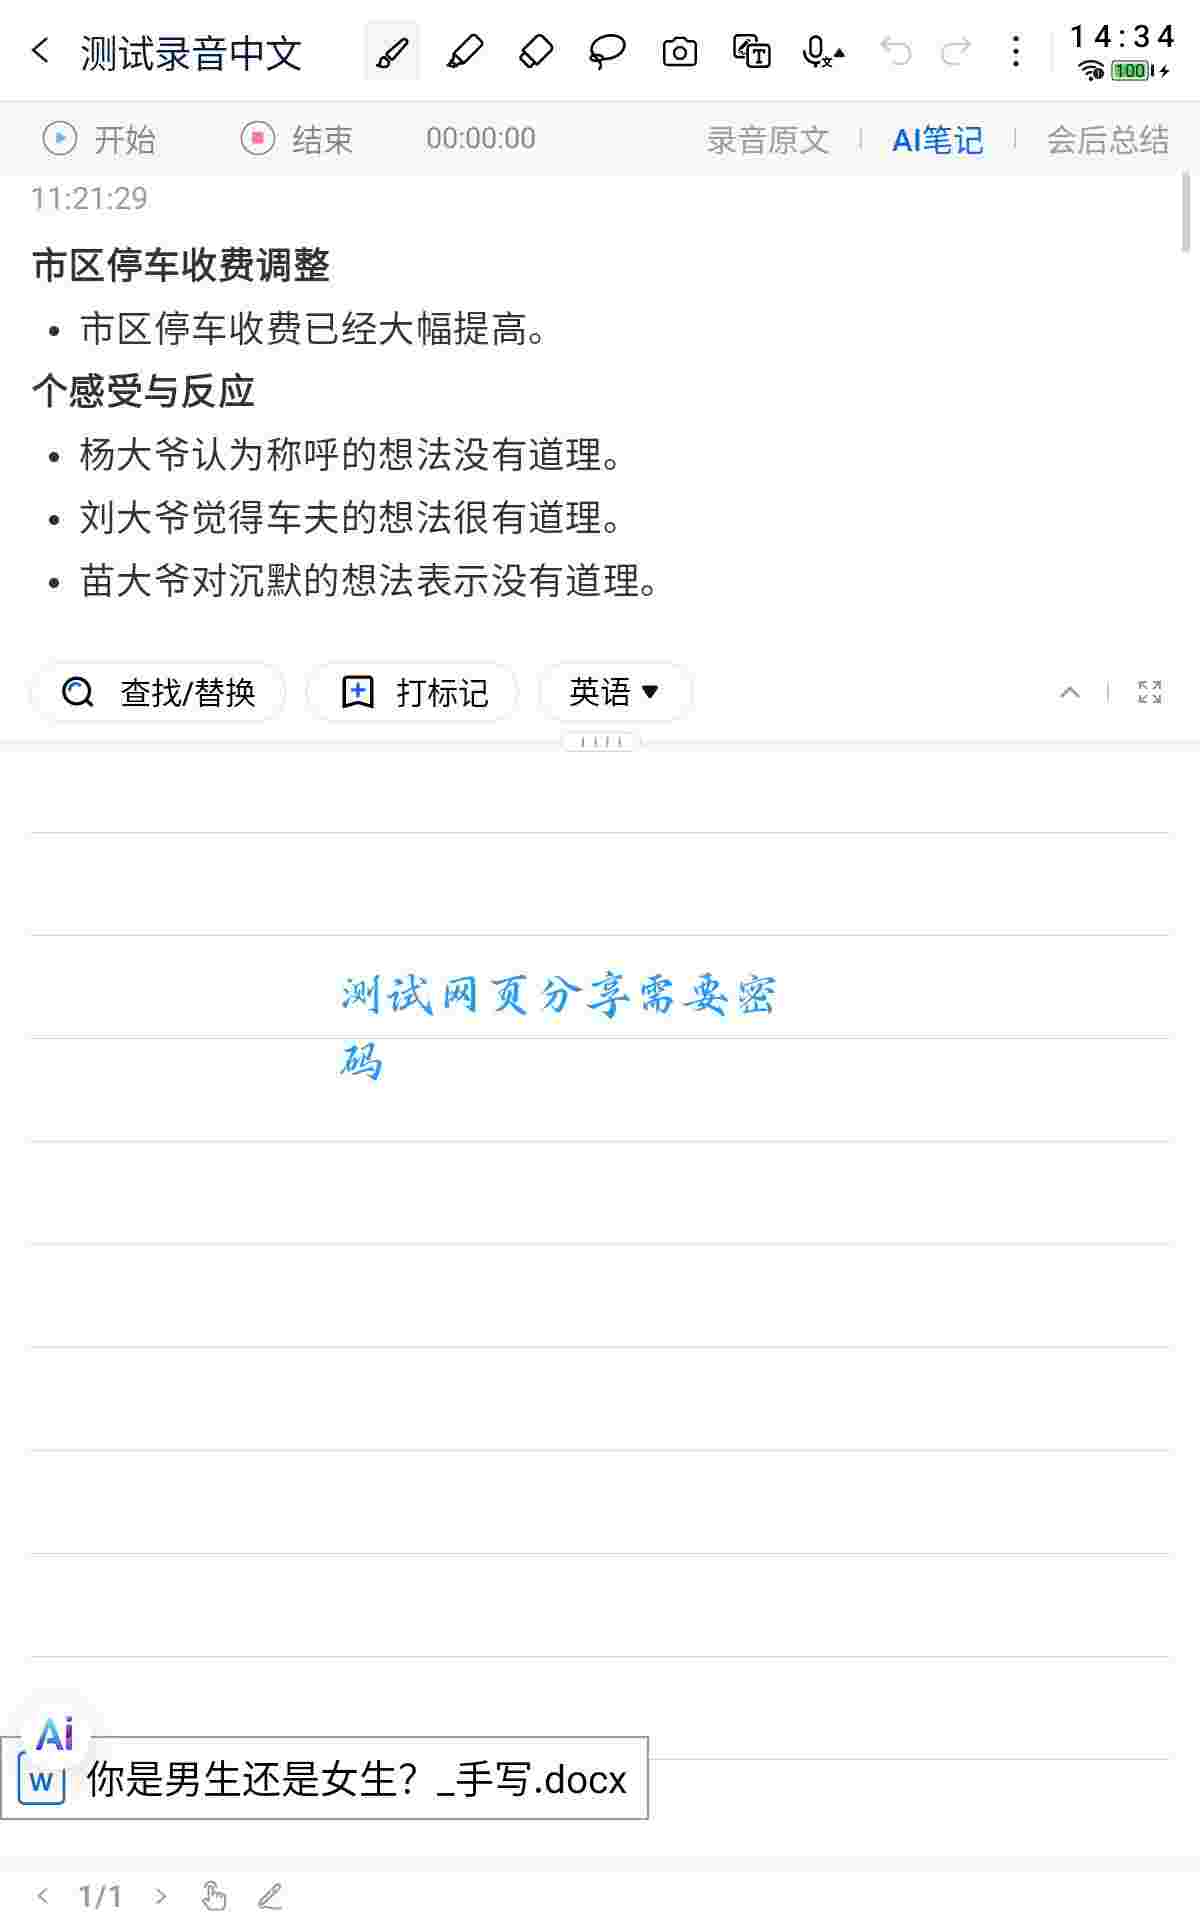 测试录音中文
14:34
100
开始
结束
00:00:00
录音原文
AI笔记
会后总结
11:21:29
市区停车收费调整
• 市区停车收费已经大幅提高。
个感受与反应
• 杨大爷认为称呼的想法没有道理。
• 刘大爷觉得车夫的想法很有道理。
• 苗大爷对沉默的想法表示没有道理。
查找/替换
打标记
英语
测试网页分享需要密
码
Ai
W
你是男生还是女生？_手写.docx
1/1